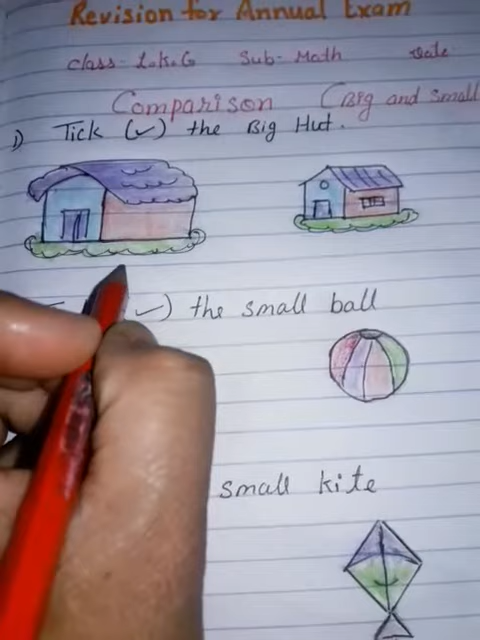 Revision for Annual Exam
Class- L.K.G Sub- Math Date
Comparison (Big and small
1) Tick (✓) the Big Hut.
✓) the small ball
small kite